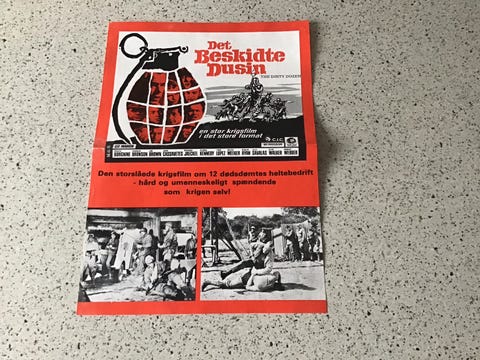 Det
Beskidte
Dusin
THE DIRTY DOZEN
en stor krigsfilm
i det store format
C.I.C.
BORGNINE BRONSON BROWN CASSAVETES JAECKEL KENNEDY LOPEZ MEEKER RYAN SAVALAS WALKER WEBBER
Den storslåede krigsfilm om 12 dødsdømtes heltebedrift
- hård og umenneskeligt spændende
som krigen selv!